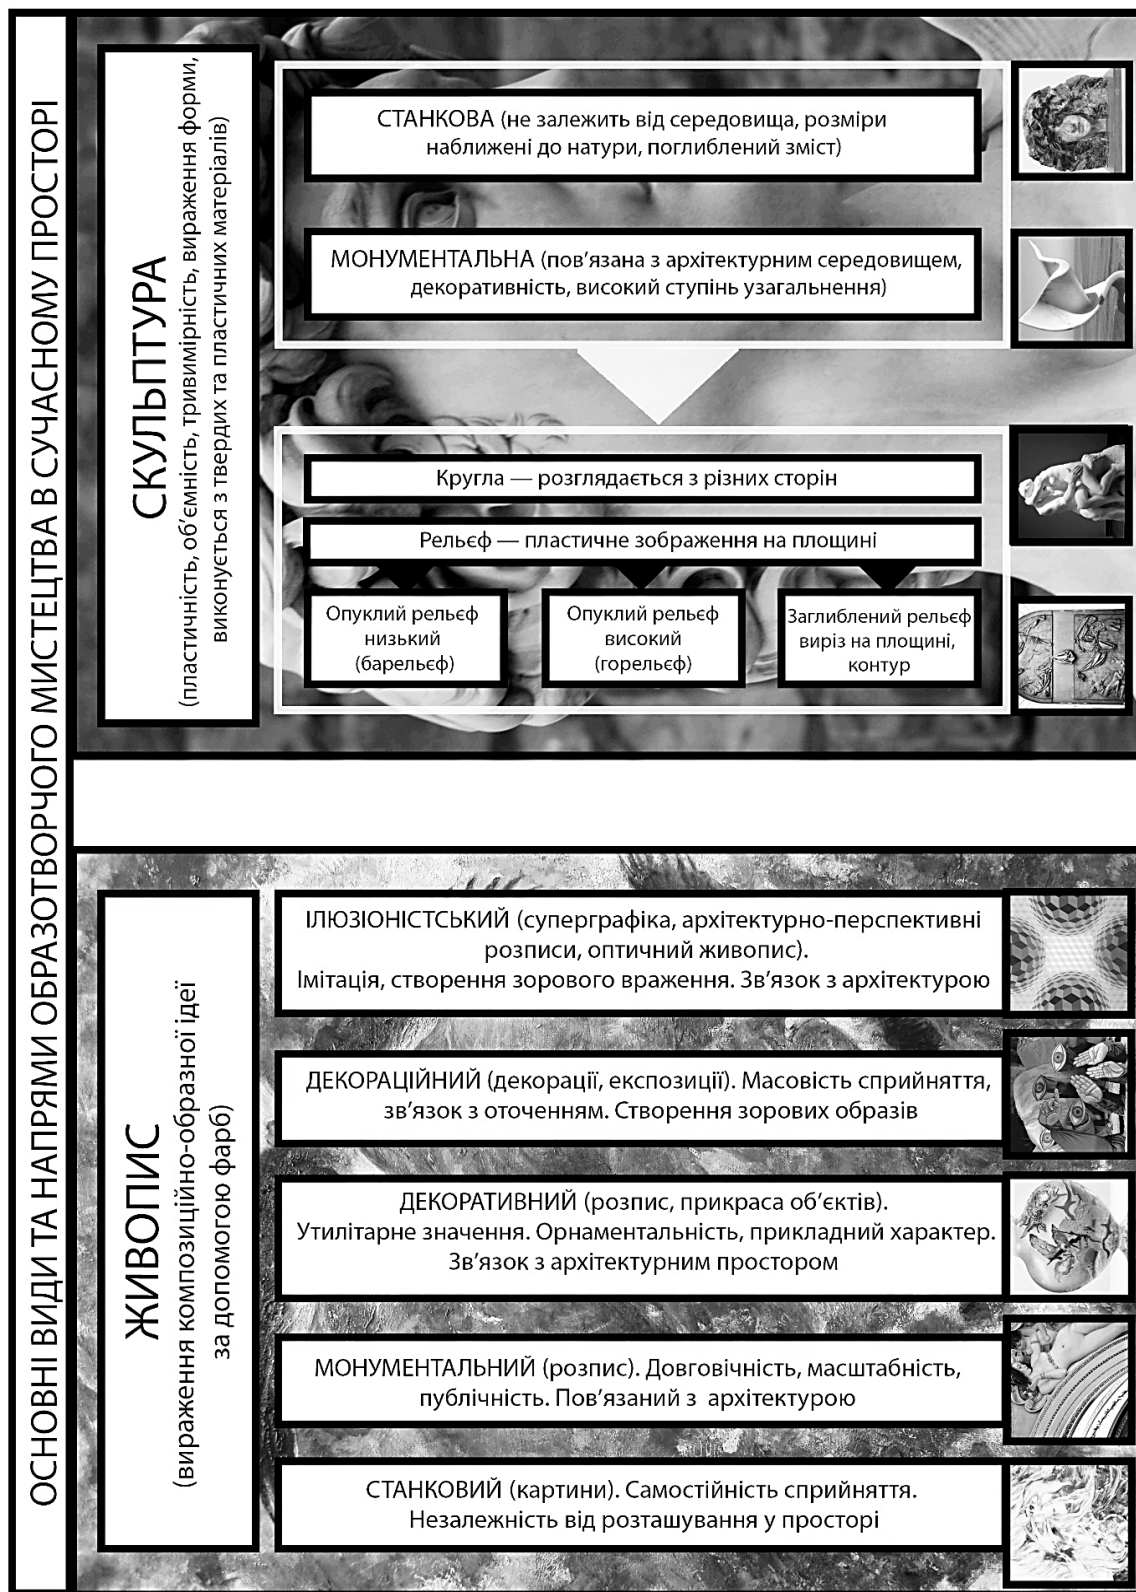 ОСНОВНІ ВИДИ ТА НАПРЯМИ ОБРАЗОТВОРЧОГО МИСТЕЦТВА В СУЧАСНОМУ ПРОСТОРІ
СКУЛЬПТУРА
(пластичність, об’ємність, тривимірність, вираження форми,
виконується з твердих та пластичних матеріалів)
СТАНКОВА (не залежить від середовища, розміри
наближені до натури, поглиблений зміст)
МОНУМЕНТАЛЬНА (пов’язана з архітектурним середовищем,
декоративність, високий ступінь узагальнення)
Кругла — розглядається з різних сторін
Рельєф — пластичне зображення на площині
Опуклий рельєф
низький
(барельєф)
Опуклий рельєф
високий
(горельєф)
Заглиблений рельєф
виріз на площині,
контур
ЖИВОПИС
(вираження композиційно-образної ідеї
за допомогою фарб)
ІЛЮЗІОНІСТСЬКИЙ (суперграфіка, архітектурно-перспективні
розписи, оптичний живопис).
Імітація, створення зорового враження. Зв’язок з архітектурою
ДЕКОРАЦІЙНИЙ (декорації, експозиції). Масовість сприйняття,
зв’язок з оточенням. Створення зорових образів
ДЕКОРАТИВНИЙ (розпис, прикраса об’єктів).
Утилітарне значення. Орнаментальність, прикладний характер.
Зв’язок з архітектурним простором
МОНУМЕНТАЛЬНИЙ (розпис). Довговічність, масштабність,
публічність. Пов’язаний з архітектурою
СТАНКОВИЙ (картини). Самостійність сприйняття.
Незалежність від розташування у просторі